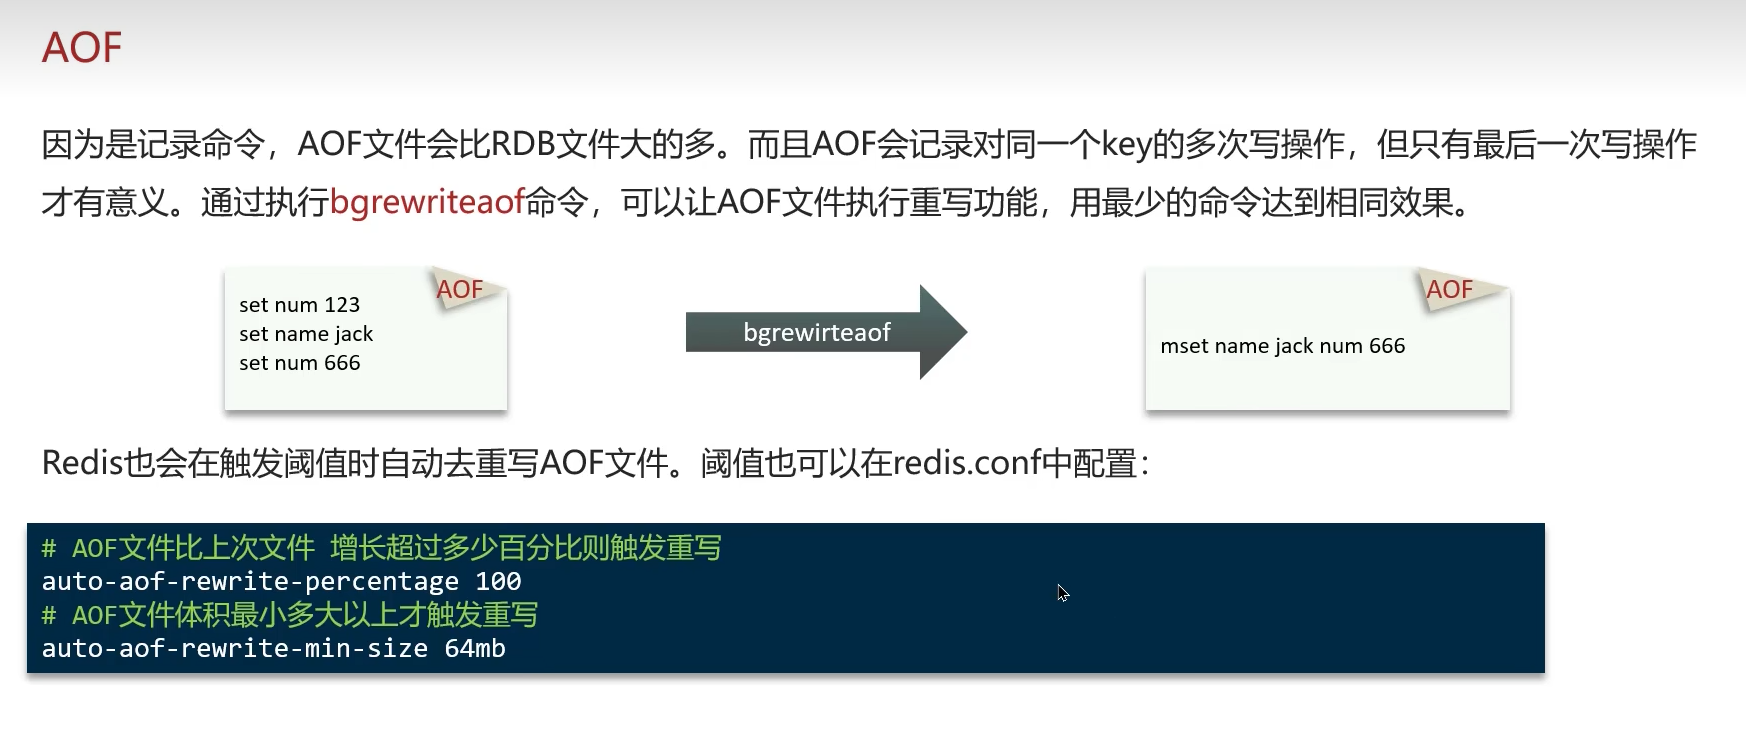 AOF
因为是记录命令，AOF文件会比RDB文件大的多。而且AOF会记录对同一个key的多次写操作，但只有最后一次写操作
才有意义。通过执行bgrewriteaof命令，可以让AOF文件执行重写功能，用最少的命令达到相同效果。
AOF
set num 123
set name jack
set num 666
bgrewirteaof
AOF
mset name jack num 666
Redis也会在触发阈值时自动去重写AOF文件。阈值也可以在redis.conf中配置：
# AOF文件比上次文件 增长超过多少百分比则触发重写
auto-aof-rewrite-percentage 100
# AOF文件体积最小多大以上才触发重写
auto-aof-rewrite-min-size 64mb